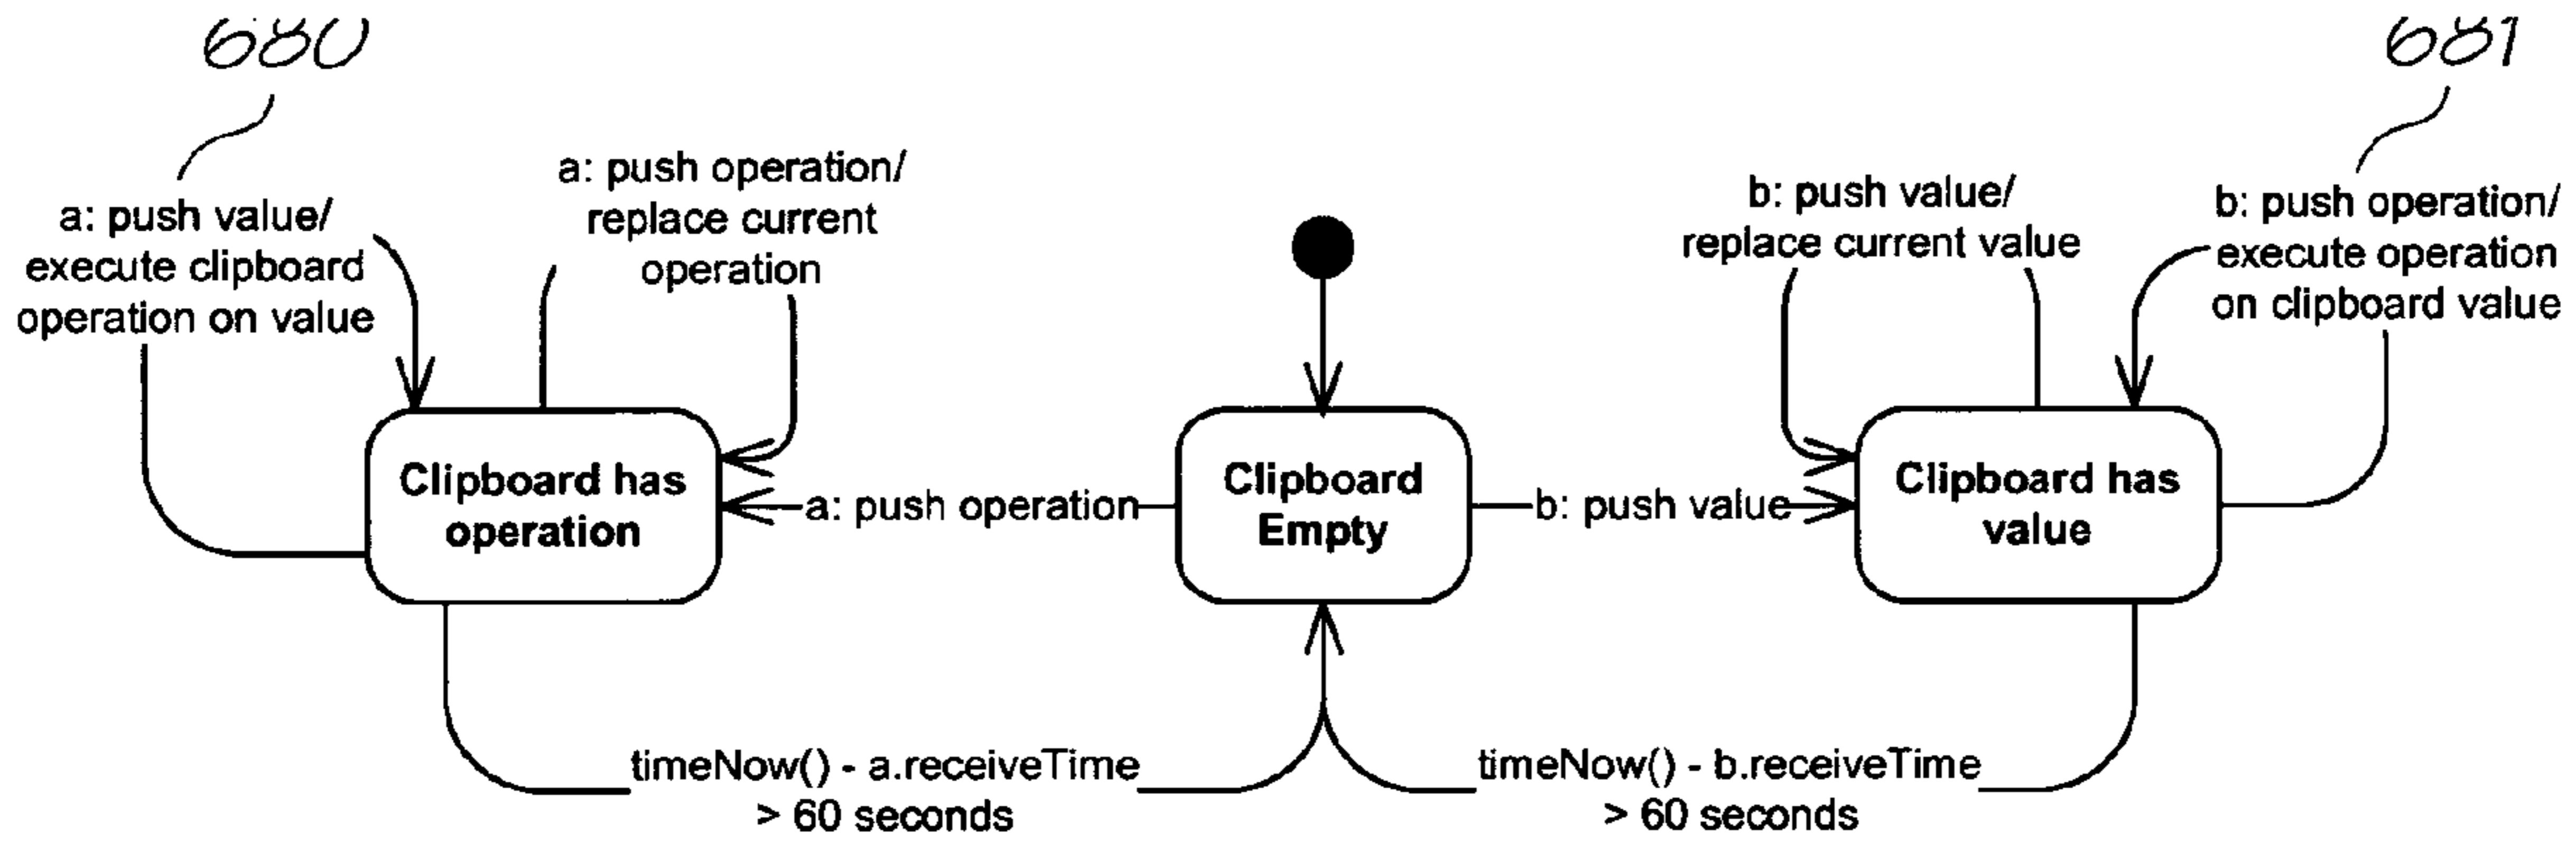 680
681
a: push value/
execute clipboard
operation on value
a: push operation/
replace current
operation
b: push value/
replace current value
b: push operation/
execute operation
on clipboard value
Clipboard has
operation
a: push operation
Clipboard
Empty
b: push value
Clipboard has
value
timeNow() - a.receiveTime
> 60 seconds
timeNow() - b.receiveTime
> 60 seconds